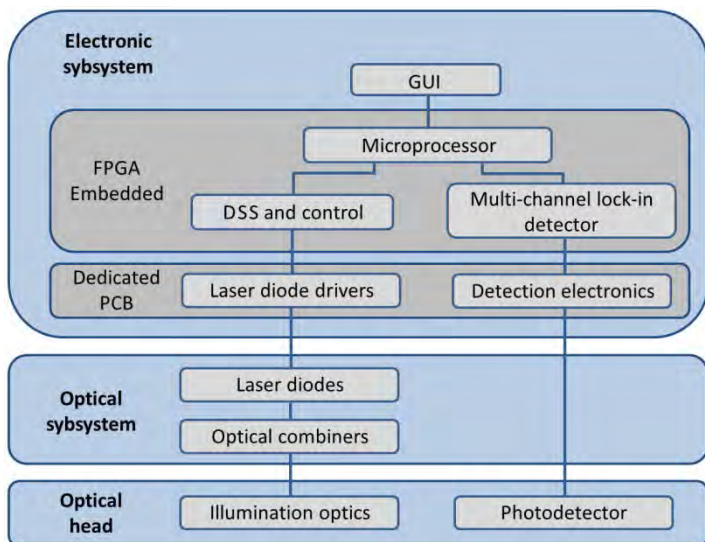 Electronic
sybsystem
GUI
FPGA
Embedded
Microprocessor
DSS and control
Multi-channel lock-in
detector
Dedicated
PCB
Laser diode drivers
Detection electronics
Optical
sybsystem
Laser diodes
Optical combiners
Optical
head
Illumination optics
Photodetector